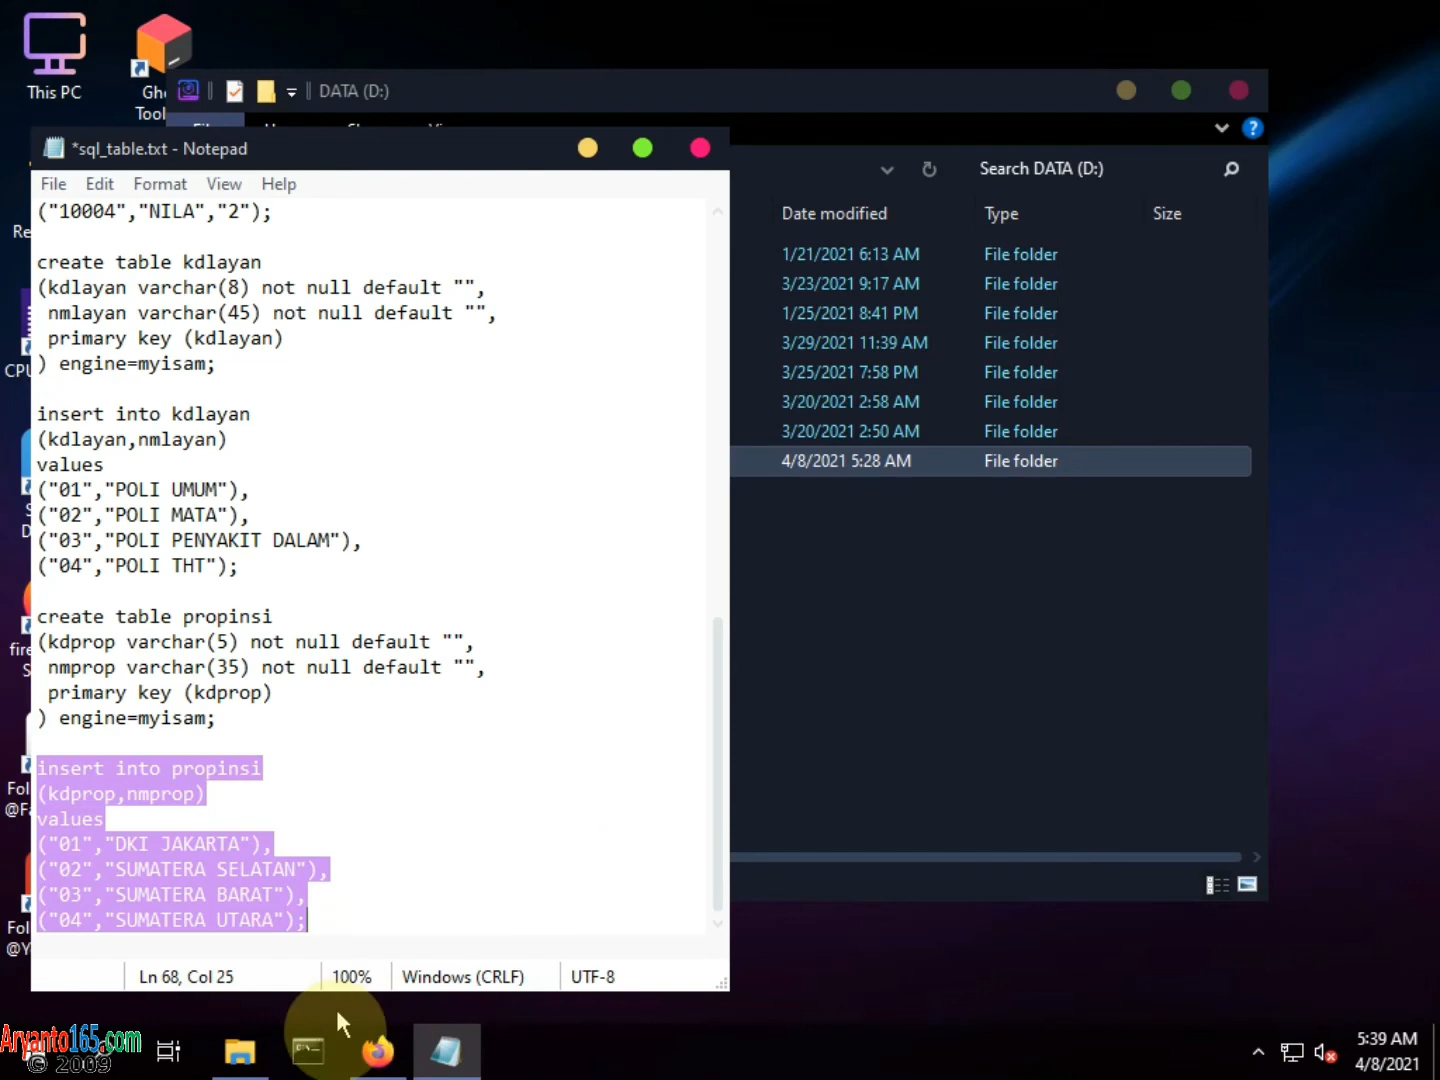 This PC
Gho
Tool
DATA (D:)
*sql_table.txt - Notepad
Search DATA (D:)
File Edit Format View Help
Date modified Type Size
("10004","NILA","2");
1/21/2021 6:13 AM File folder
create table kdlayan
3/23/2021 9:17 AM File folder
(kdlayan varchar(8) not null default "",
1/25/2021 8:41 PM File folder
nmlayan varchar(45) not null default "",
3/29/2021 11:39 AM File folder
primary key (kdlayan)
3/25/2021 7:58 PM File folder
) engine=myisam;
3/20/2021 2:58 AM File folder
insert into kdlayan
3/20/2021 2:50 AM File folder
(kdlayan,nmlayan)
4/8/2021 5:28 AM File folder
values
("01","POLI UMUM"),
("02","POLI MATA"),
("03","POLI PENYAKIT DALAM"),
("04","POLI THT");
create table propinsi
(kdprop varchar(5) not null default "",
nmprop varchar(35) not null default "",
primary key (kdprop)
) engine=myisam;
insert into propinsi
(kdprop,nmprop)
values
("01","DKI JAKARTA"),
("02","SUMATERA SELATAN"),
("03","SUMATERA BARAT"),
("04","SUMATERA UTARA");
Re
CPU
fire
S
Fol
@Fa
Fol
@Y
Ln 68, Col 25 100% Windows (CRLF) UTF-8
Aryanto165.com
© 2009
5:39 AM
4/8/2021